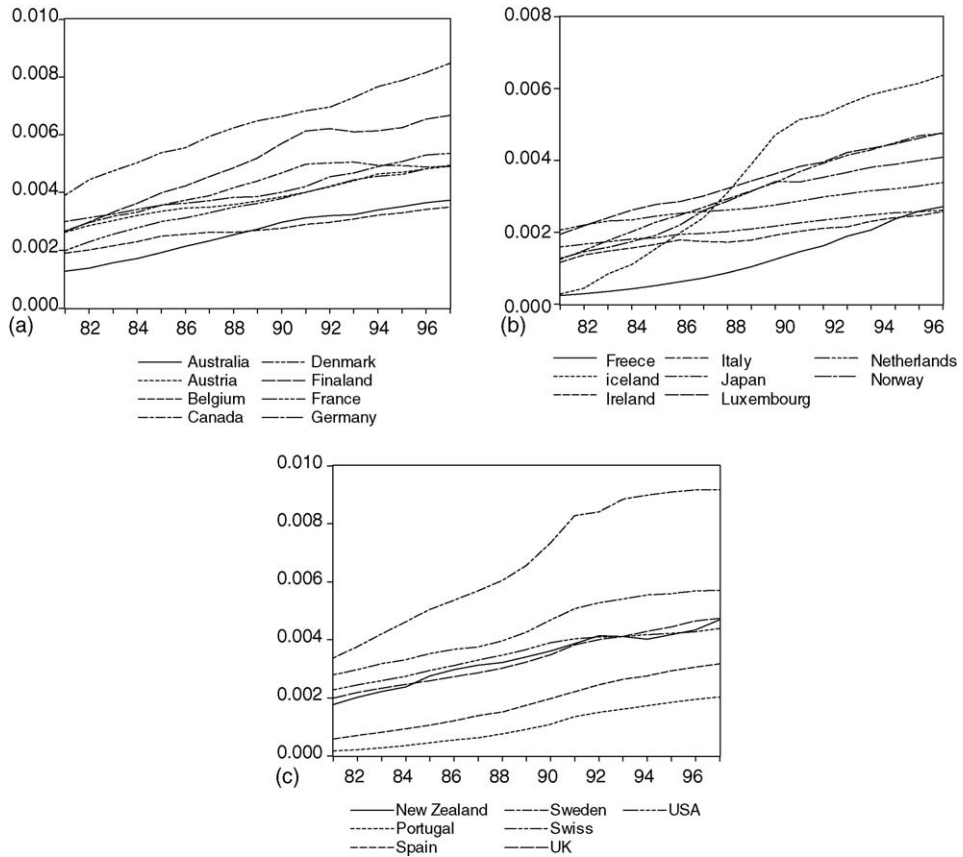 0.010
0.008
0.006
0.004
0.002
0.000
(a)
82 84 86 88 90 92 94 96
Australia Denmark
Austria Finaland
Belgium France
Canada Germany
0.008
0.006
0.004
0.002
0.000
(b)
82 84 86 88 90 92 94 96
Freece Italy Netherlands
iceland Japan Norway
Ireland Luxembourg
0.010
0.008
0.006
0.004
0.002
0.000
(c)
82 84 86 88 90 92 94 96
New Zealand Sweden USA
Portugal Swiss
Spain UK